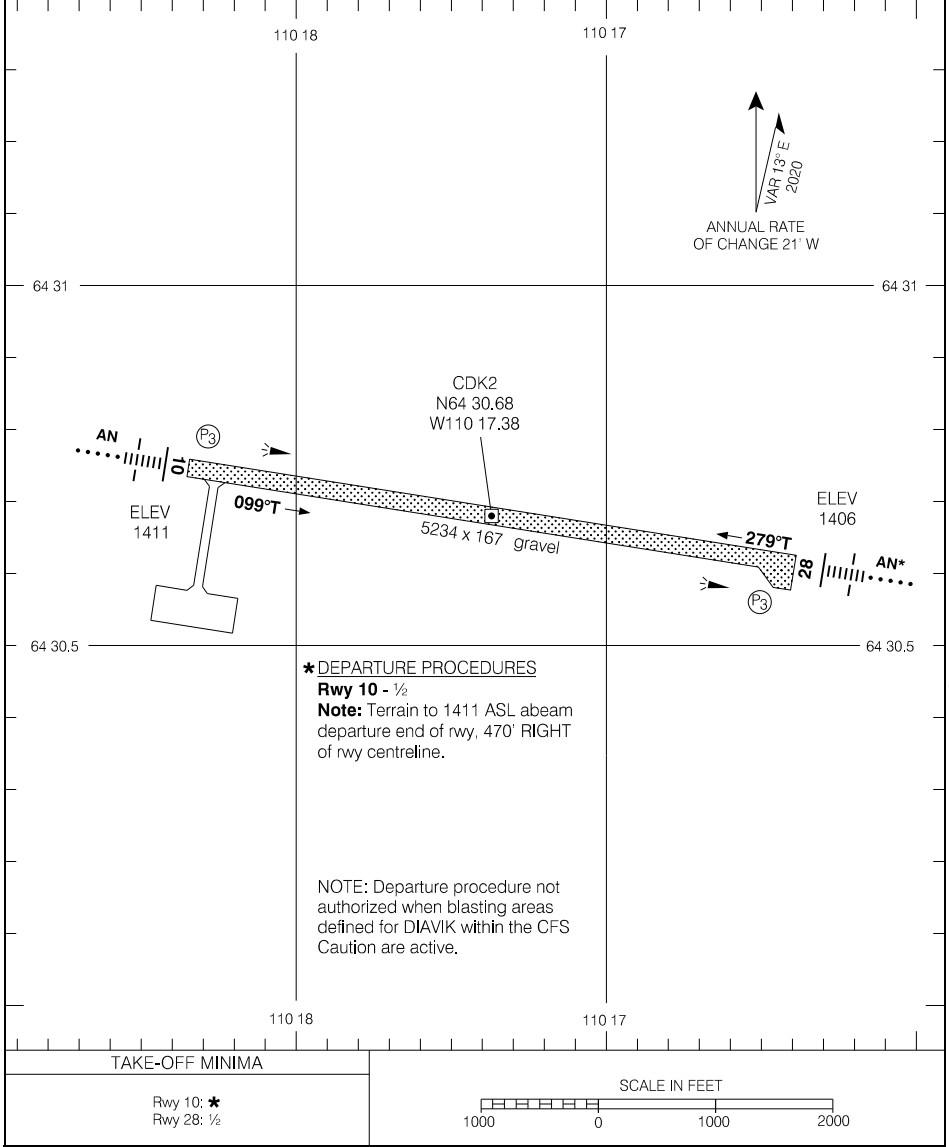 110 18
110 17
VAR 13° E
2020
ANNUAL RATE
OF CHANGE 21' W
64 31
64 31
CDK2
N64 30.68
W110 17.38
AN
P3
10
099°T
ELEV
1411
5234 x 167 gravel
279°T
ELEV
1406
28
AN*
P3
64 30.5
64 30.5
★DEPARTURE PROCEDURES
Rwy 10 - ½
Note: Terrain to 1411 ASL abeam
departure end of rwy, 470' RIGHT
of rwy centreline.
NOTE: Departure procedure not
authorized when blasting areas
defined for DIAVIK within the CFS
Caution are active.
110 18
110 17
TAKE-OFF MINIMA
Rwy 10: ★
Rwy 28: ½
SCALE IN FEET
1000 0 1000 2000